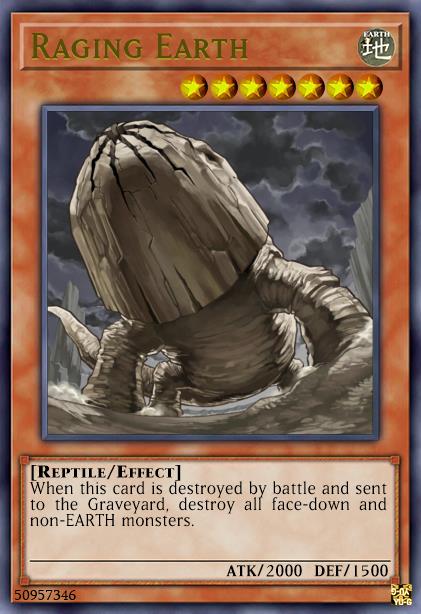 Raging Earth
EARTH
地
[Reptile/Effect]
When this card is destroyed by battle and sent
to the Graveyard, destroy all face-down and
non-EARTH monsters.
ATK/2000 DEF/1500
50957346